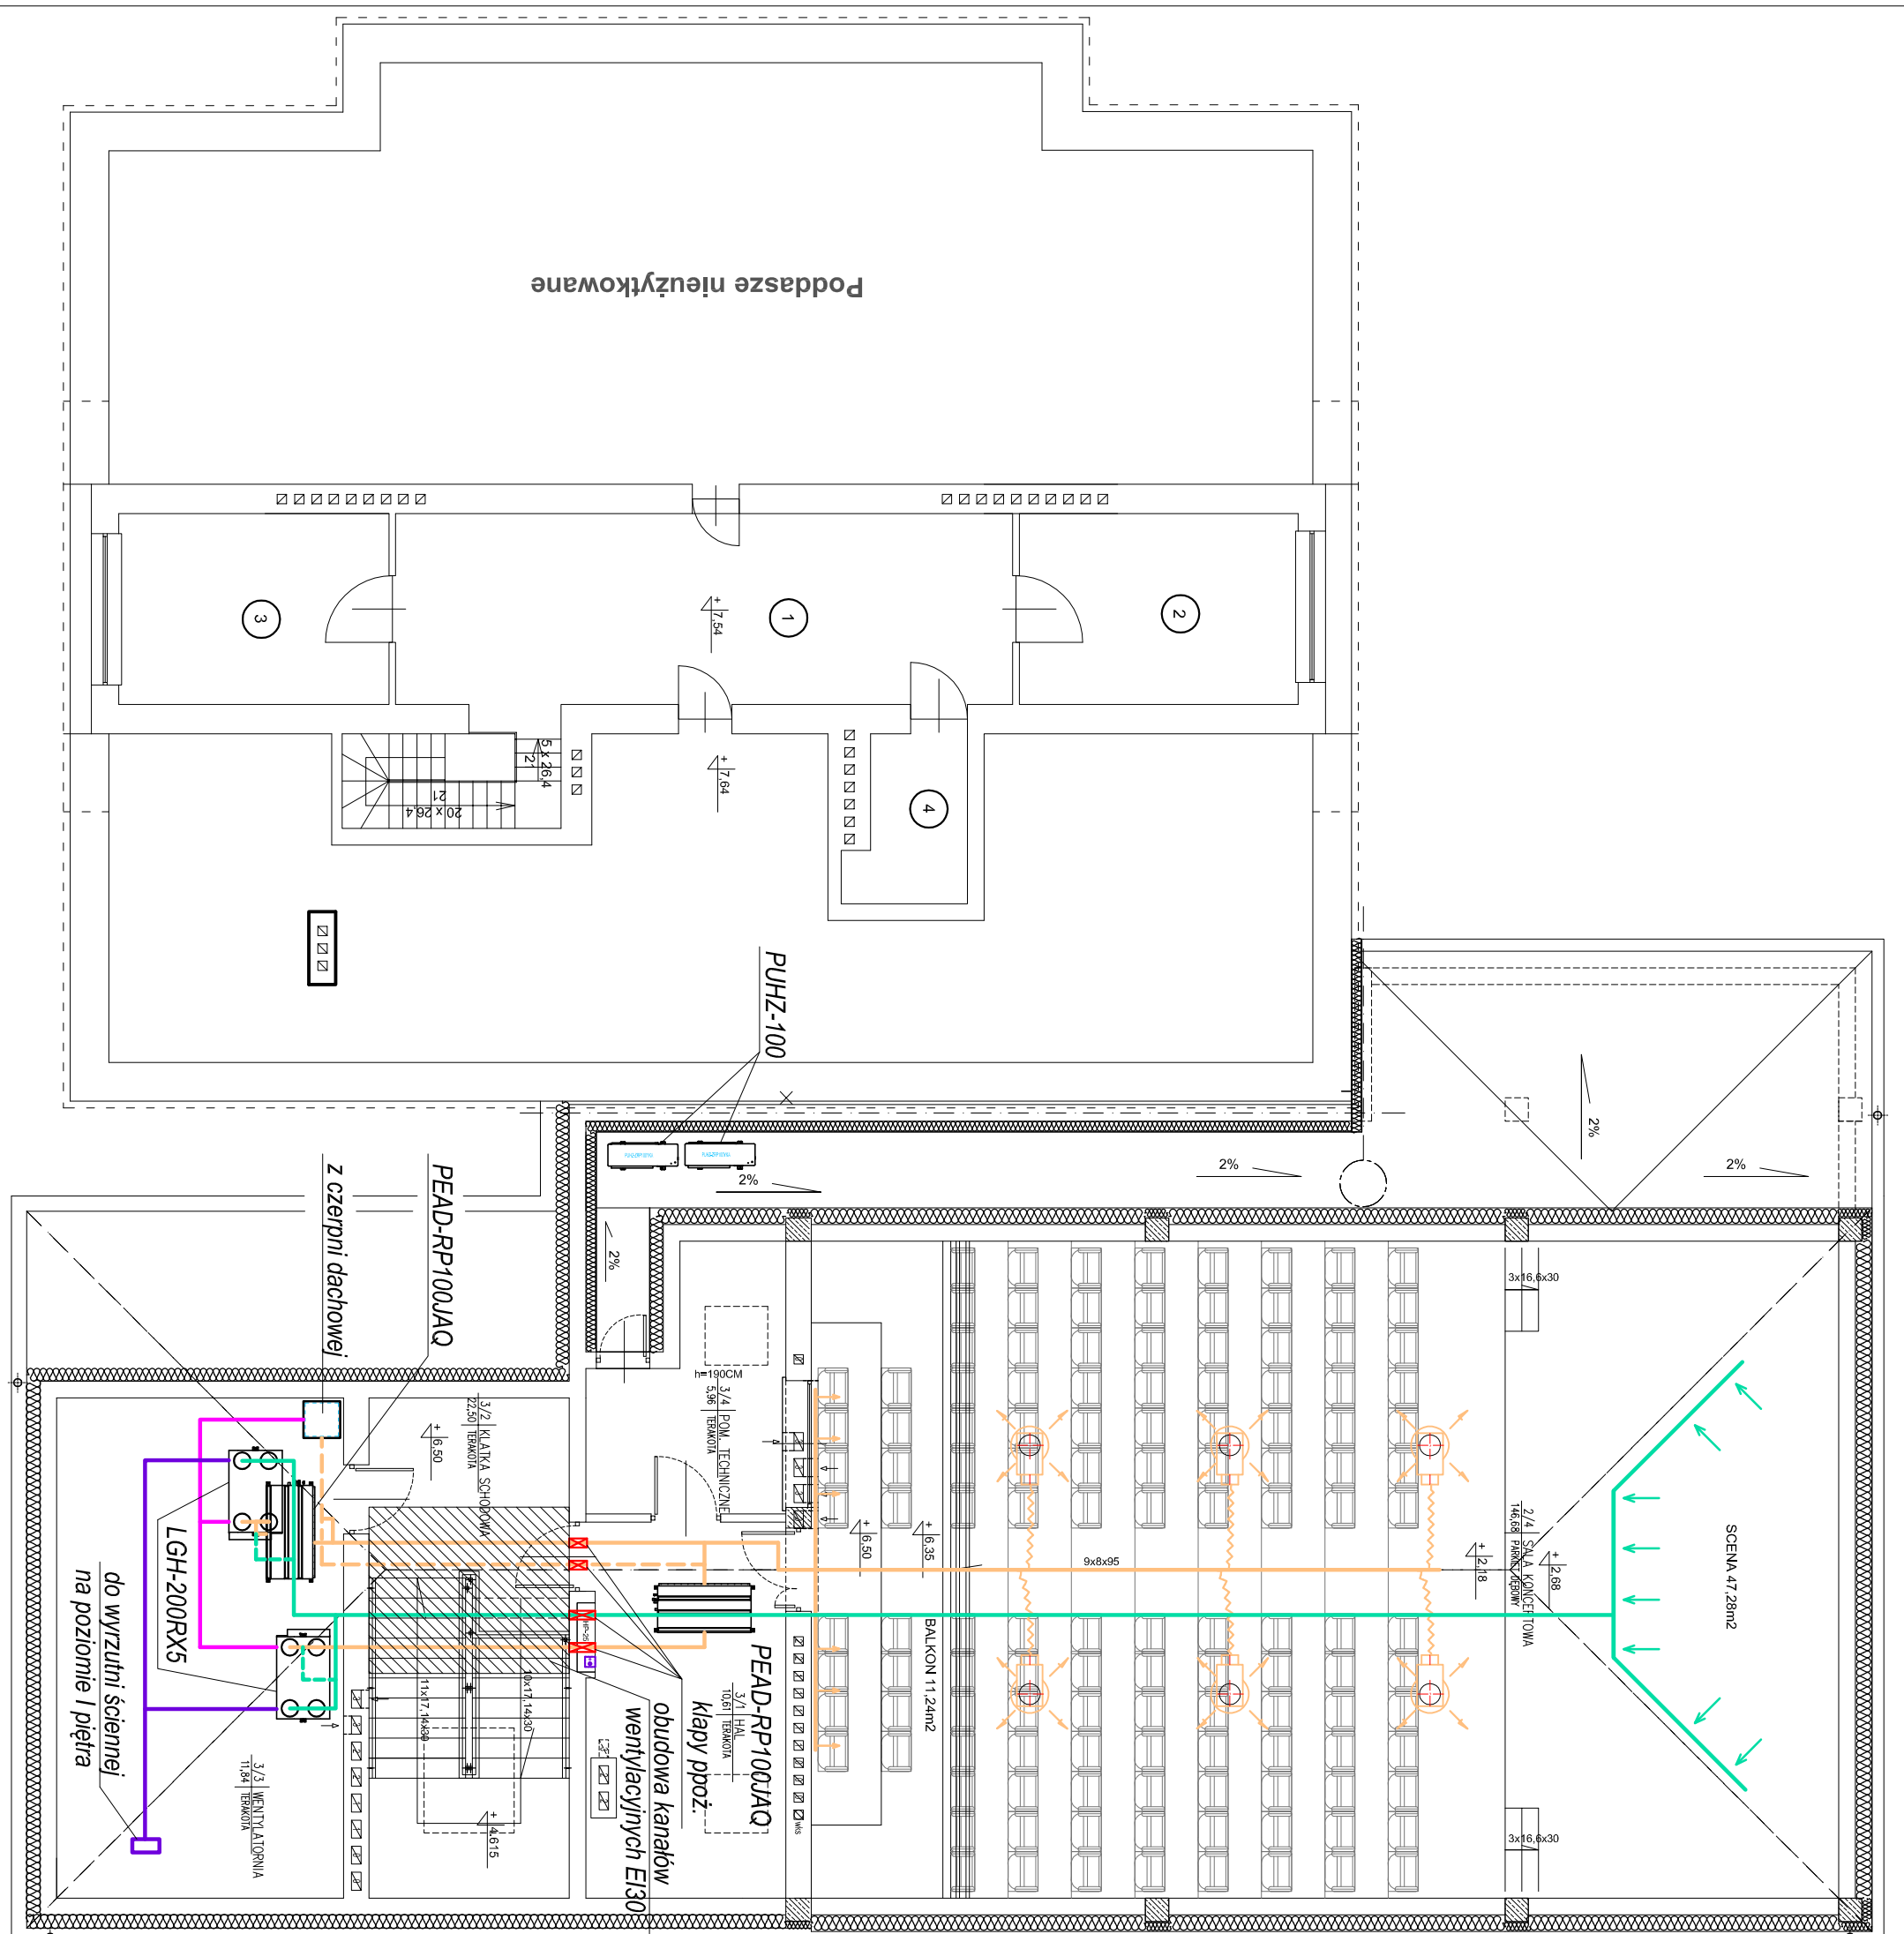 Poddasze nieużytkowane
3
1
2
4
+7,54
+7,64
5 x 26,4
21
20 x 26,4
21
PUHZ-100
2%
2%
2%
2%
2%
z czerpni dachowej
PEAD-RP100JAQ
LGH-200RX5
do wyrzutni ściennej
na poziomie I piętra
3/2 KLATKA SCHODOWA
22,50 TERAKOTA
+6,50
3/3 WENTYLATORNIA
11,84 TERAKOTA
11x17,14x30
10x17,14x30
+4,615
h=190CM
3/4 POM. TECHNICZNE
5,96 TERAKOTA
PEAD-RP100JAQ
3/1 HAL
10,61 TERAKOTA
klapy ppoż.
obudowa kanałów
wentylacyjnych EI30
wks
+6,50
+6,35
BALKON 11,24m2
9x8x95
+2,18
+2,68
2/4 SALA KONCERTOWA
146,68 PARKIET DĘBOWY
3x16,6x30
3x16,6x30
SCENA 47,28m2